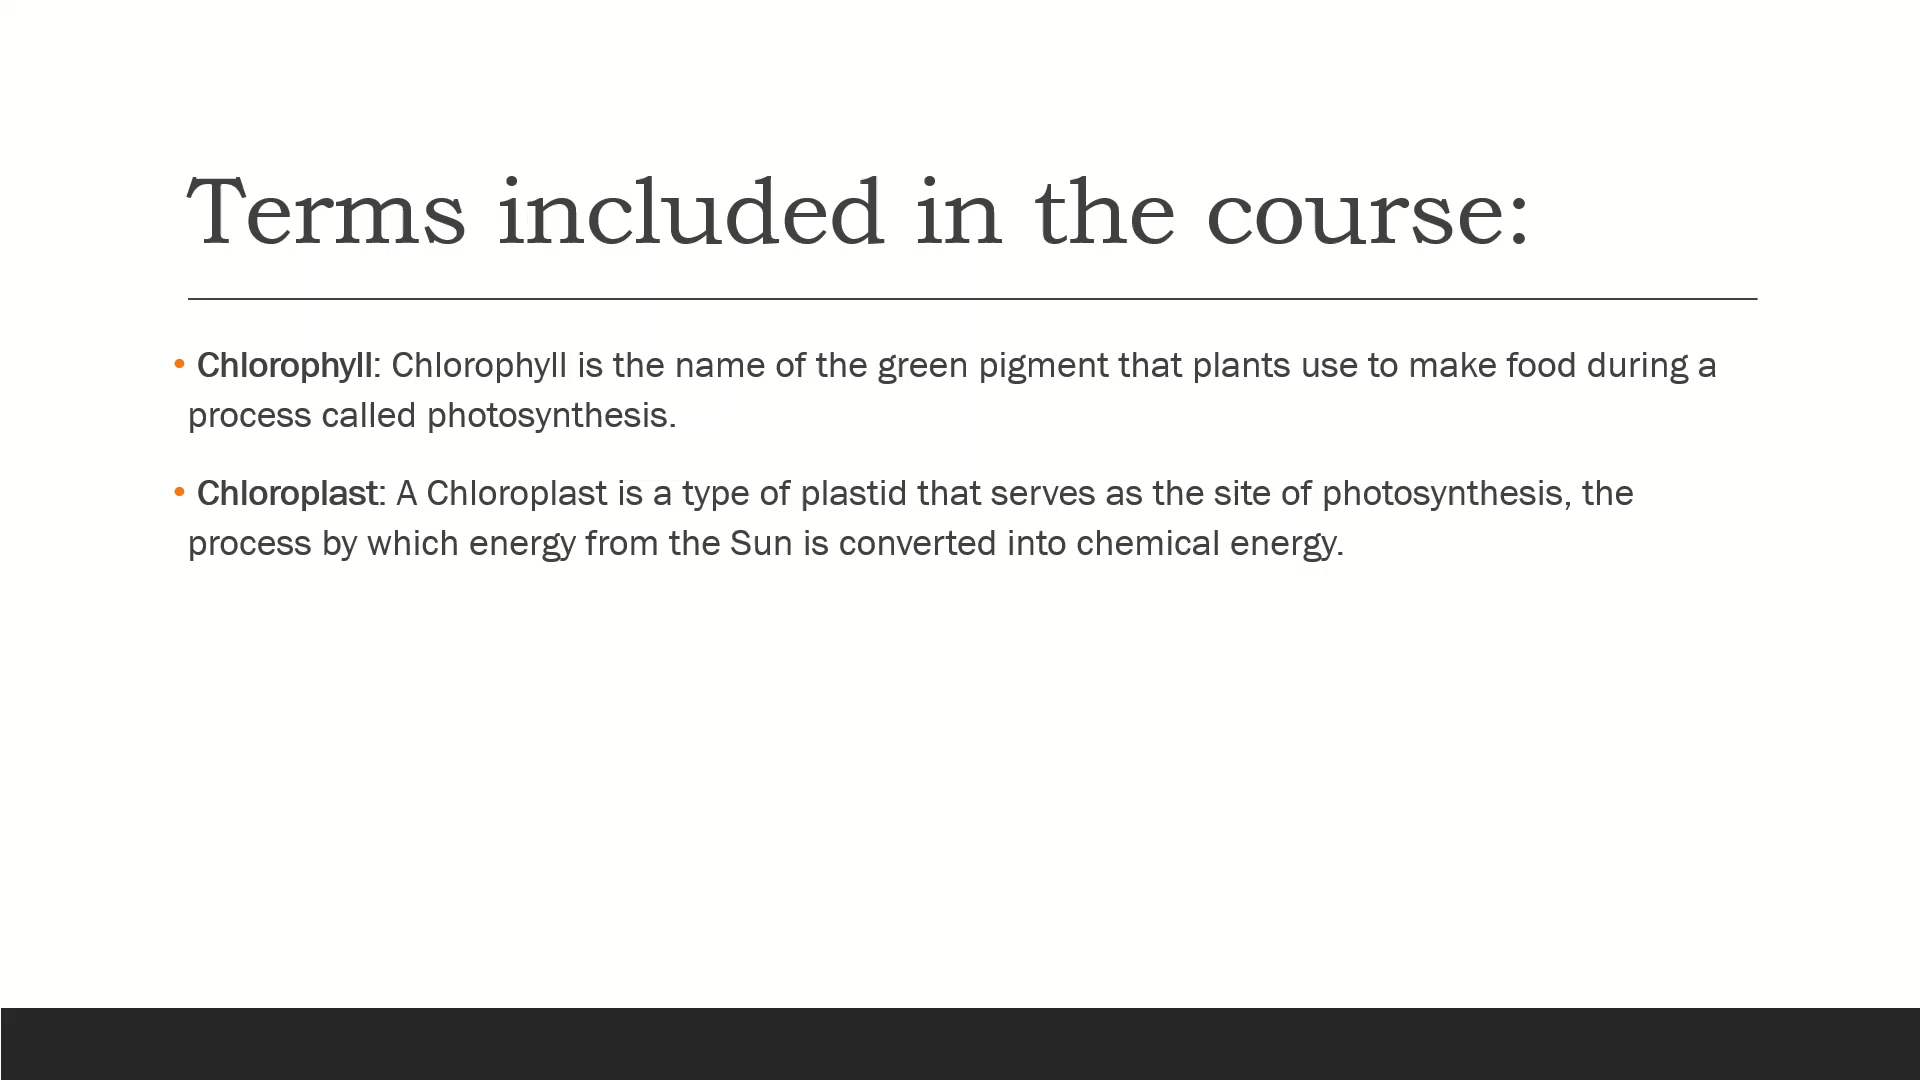 Terms included in the course:
• Chlorophyll: Chlorophyll is the name of the green pigment that plants use to make food during a
process called photosynthesis.
• Chloroplast: A Chloroplast is a type of plastid that serves as the site of photosynthesis, the
process by which energy from the Sun is converted into chemical energy.